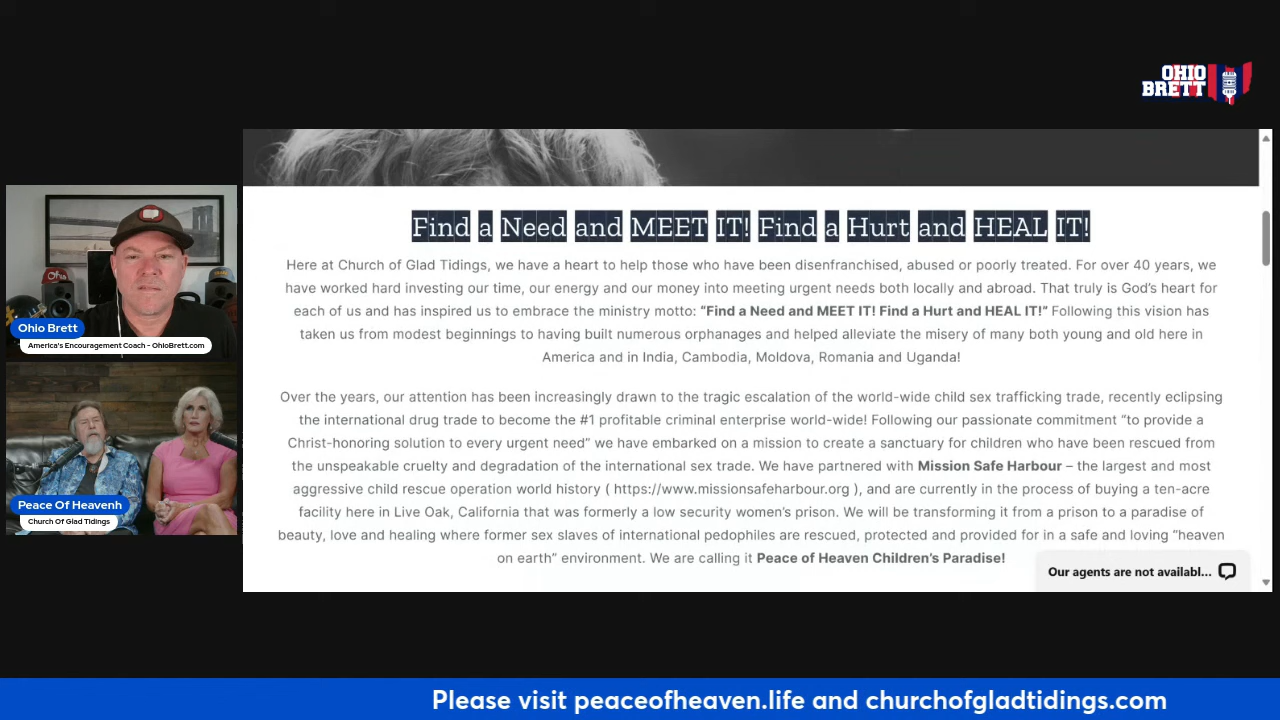 OHIO
BRETT
Find a Need and MEET IT! Find a Hurt and HEAL IT!
Here at Church of Glad Tidings, we have a heart to help those who have been disenfranchised, abused or poorly treated. For over 40 years, we
have worked hard investing our time, our energy and our money into meeting urgent needs both locally and abroad. That truly is God's heart for
each of us and has inspired us to embrace the ministry motto: "Find a Need and MEET IT! Find a Hurt and HEAL IT!" Following this vision has
taken us from modest beginnings to having built numerous orphanages and helped alleviate the misery of many both young and old here in
America and in India, Cambodia, Moldova, Romania and Uganda!
Over the years, our attention has been increasingly drawn to the tragic escalation of the world-wide child sex trafficking trade, recently eclipsing
the international drug trade to become the #1 profitable criminal enterprise world-wide! Following our passionate commitment "to provide a
Christ-honoring solution to every urgent need" we have embarked on a mission to create a sanctuary for children who have been rescued from
the unspeakable cruelty and degradation of the international sex trade. We have partnered with Mission Safe Harbour – the largest and most
aggressive child rescue operation world history ( https://www.missionsafeharbour.org ), and are currently in the process of buying a ten-acre
facility here in Live Oak, California that was formerly a low security women's prison. We will be transforming it from a prison to a paradise of
beauty, love and healing where former sex slaves of international pedophiles are rescued, protected and provided for in a safe and loving "heaven
on earth" environment. We are calling it Peace of Heaven Children's Paradise!
Our agents are not availabl...
Ohio Brett
America's Encouragement Coach - OhioBrett.com
Peace Of Heavenh
Church Of Glad Tidings
Please visit peaceofheaven.life and churchofgladtidings.com